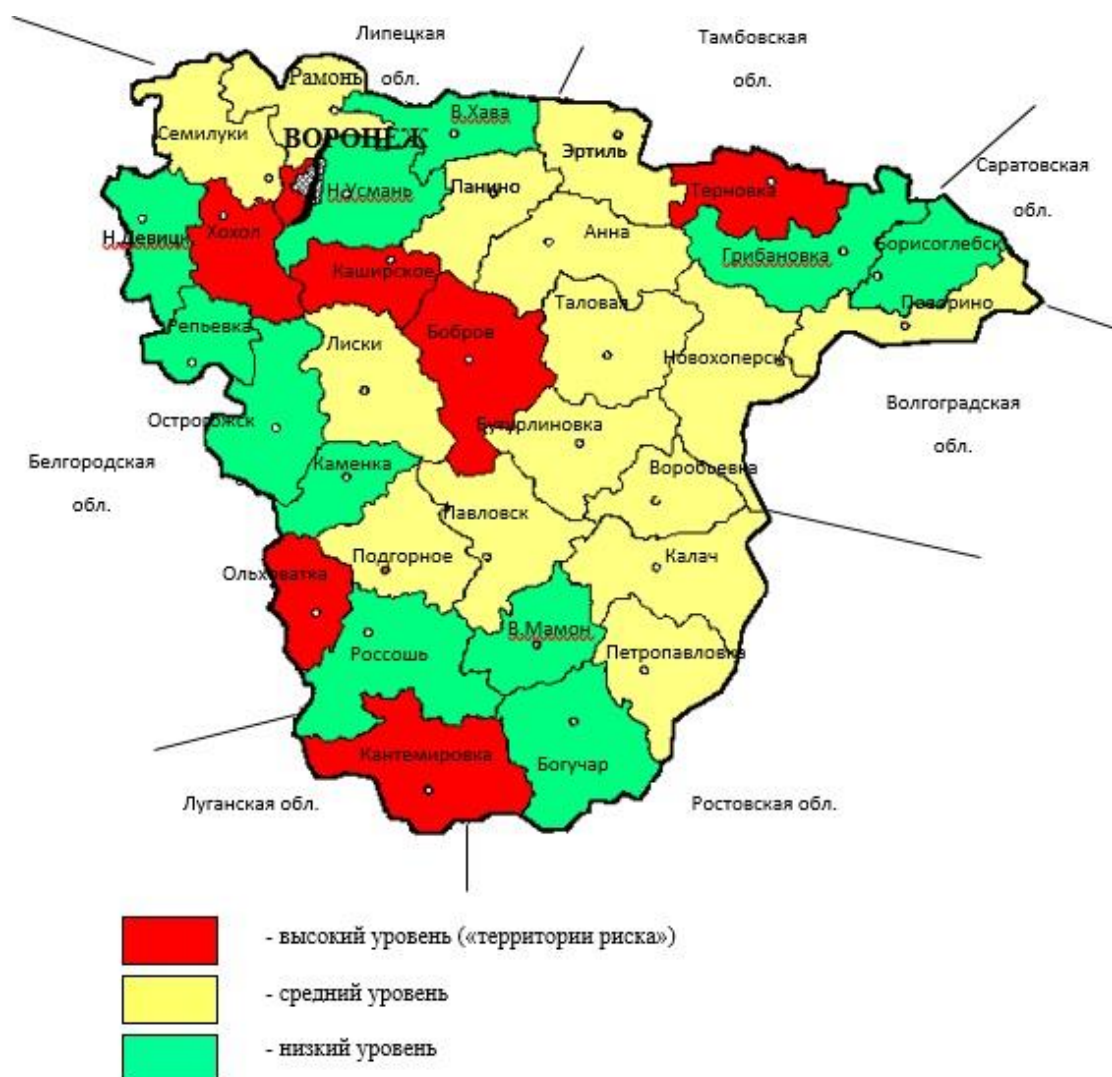 Липецкая
обл.
Тамбовская
обл.
Рамонь
В.Хава
Семилуки
ВОРОНЕЖ
Эртиль
Саратовская
обл.
Н.Усмань
Панино
Терновка
Н.Девицк
Хохол
Анна
Грибановка
Борисоглебск
Каширское
Поворино
Таловая
Репьевка
Бобров
Лиски
Новохоперск
Волгоградская
обл.
Острогожск
Бутурлиновка
Белгородская
обл.
Каменка
Воробьевка
Павловск
Подгорное
Калач
Ольховатка
В.Мамон
Россошь
Петропавловка
Кантемировка
Богучар
Луганская обл.
Ростовская обл.
- высокий уровень («территории риска»)
- средний уровень
- низкий уровень